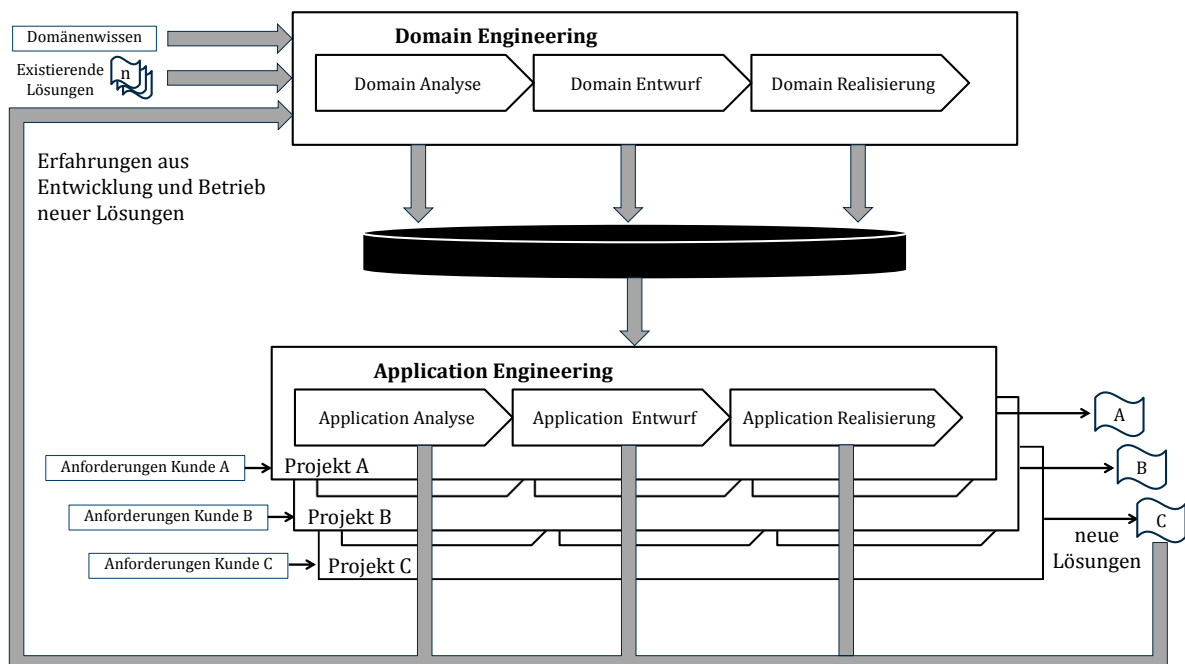 Domänenwissen
Existierende
Lösungen
n
Domain Engineering
Domain Analyse
Domain Entwurf
Domain Realisierung
Erfahrungen aus
Entwicklung und Betrieb
neuer Lösungen
Application Engineering
Application Analyse
Application Entwurf
Application Realisierung
A
Anforderungen Kunde A
Projekt A
B
Anforderungen Kunde B
Projekt B
C
neue
Lösungen
Anforderungen Kunde C
Projekt C